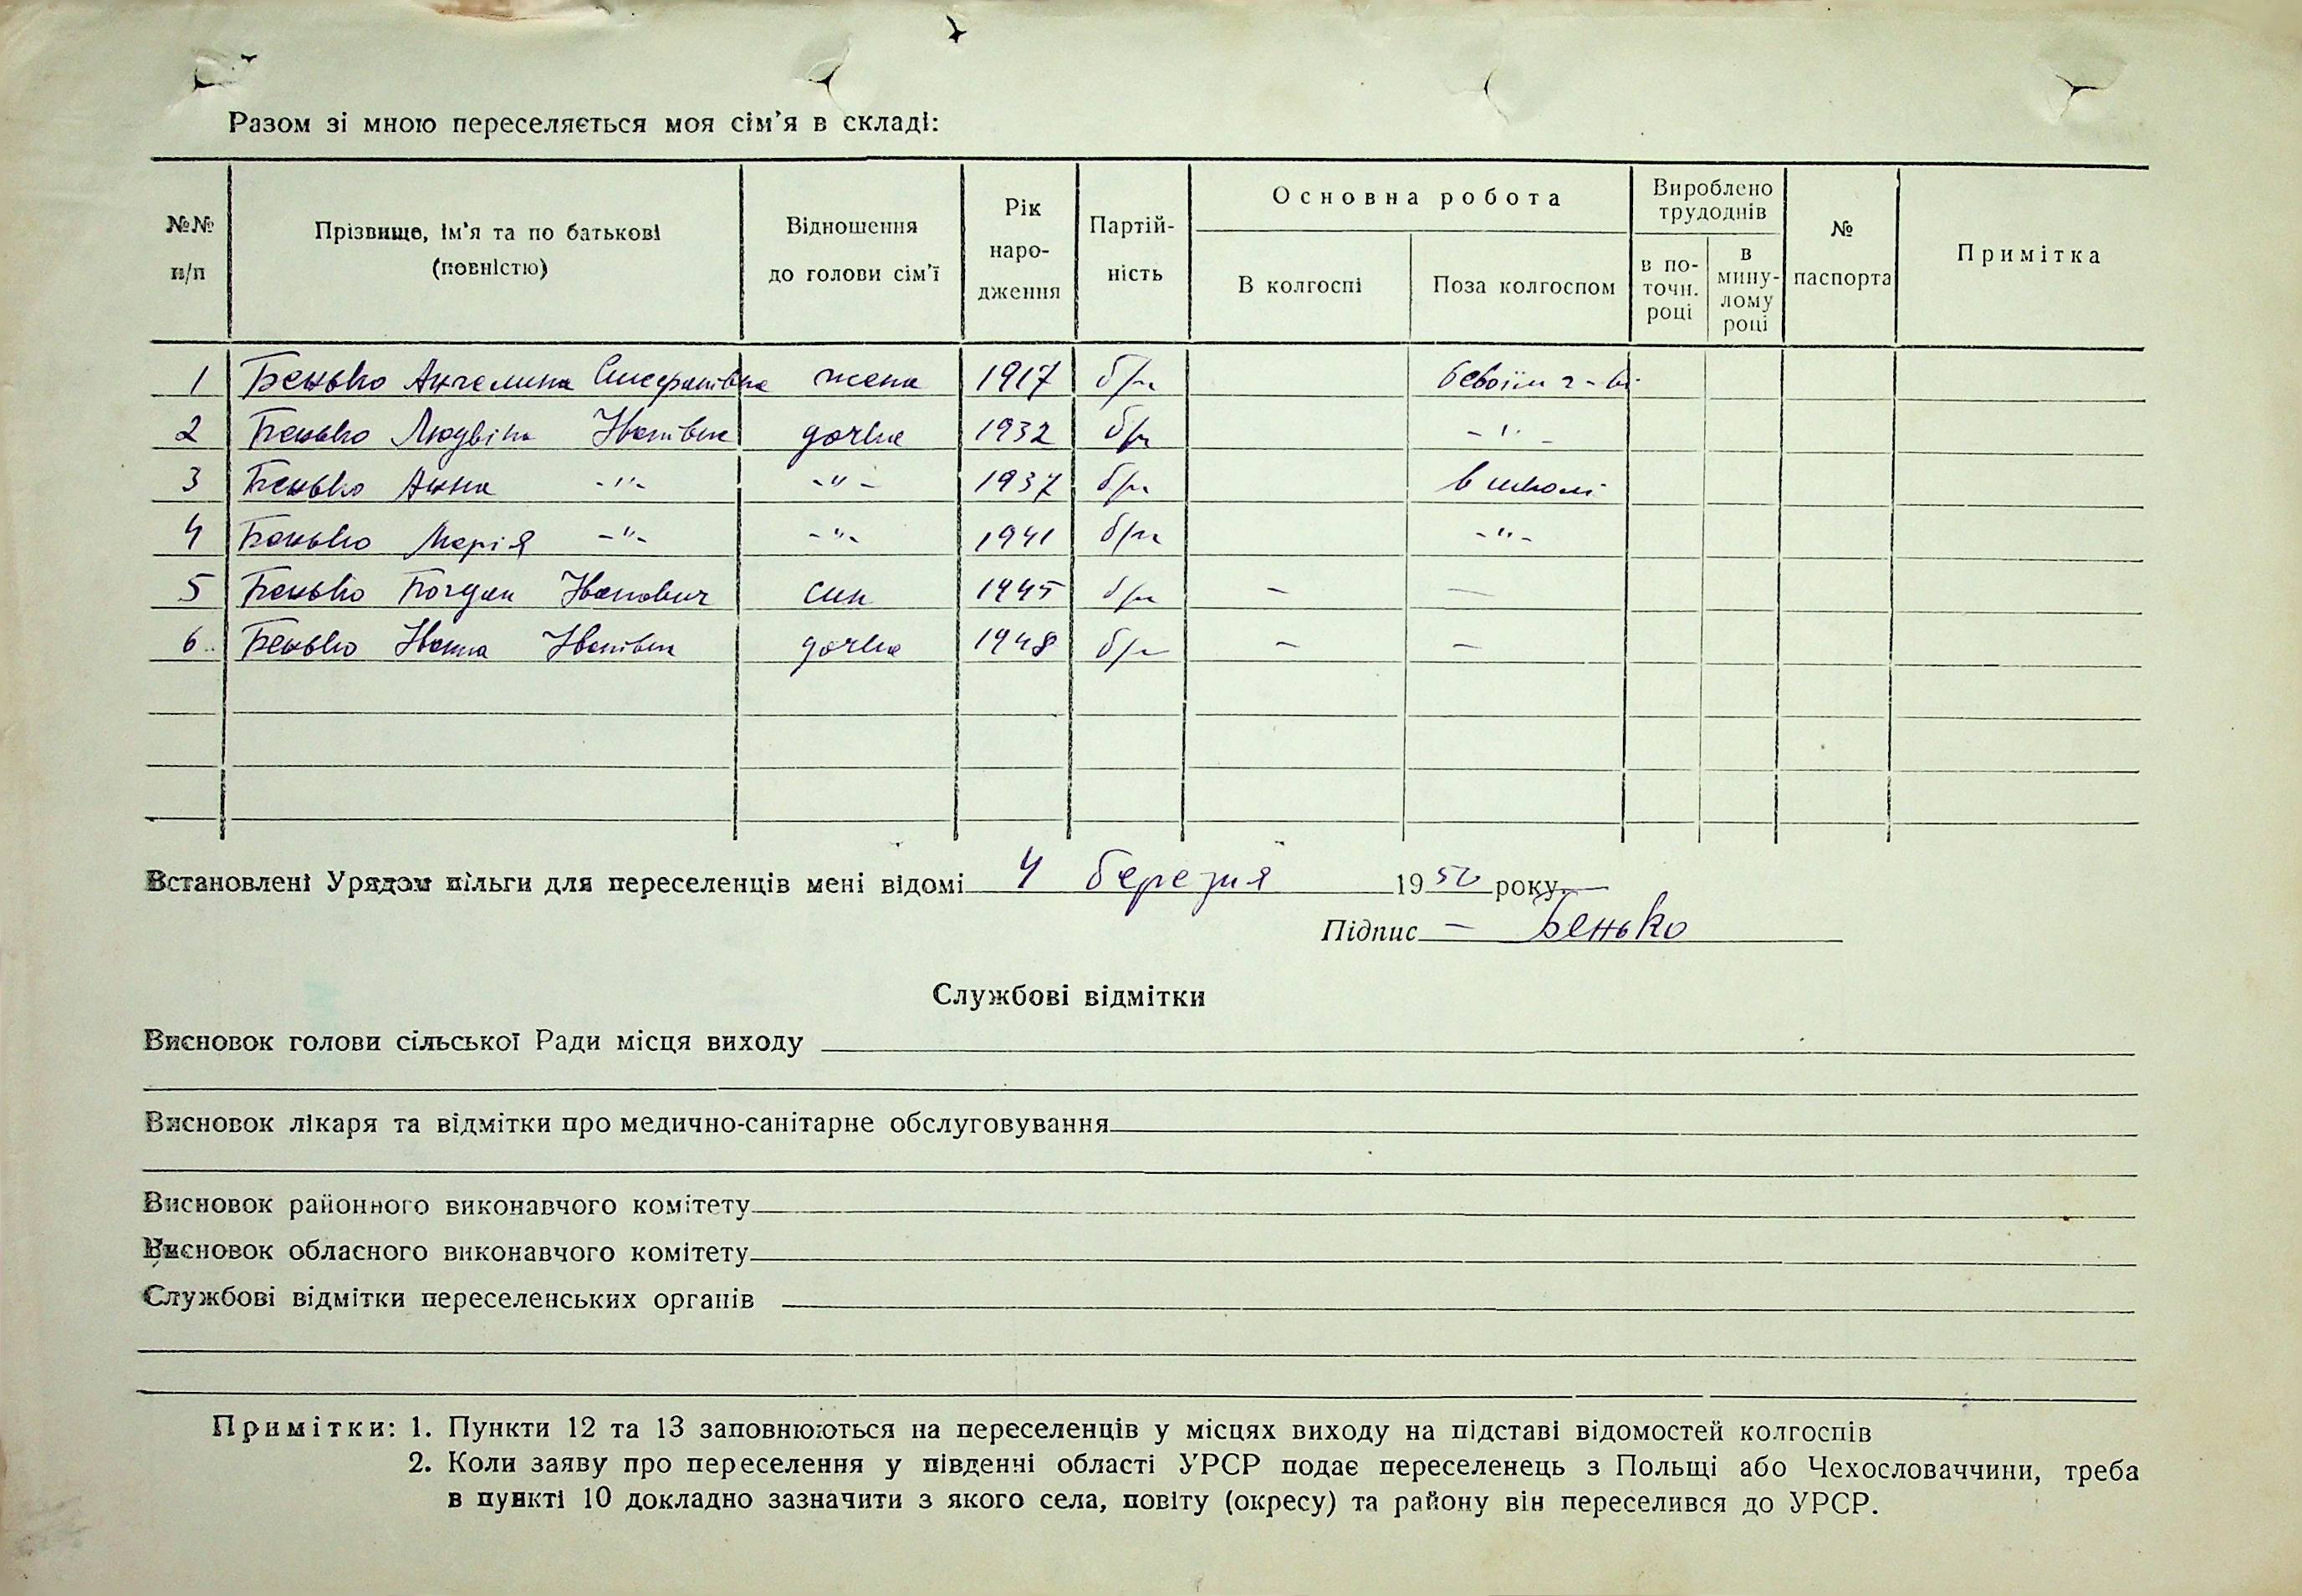 Разом зі мною переселяється моя сім'я в складі:
№№ п/п
Прізвище, ім'я та по батькові (повністю)
Відношення до голови сім'ї
Рік народження
Партійність
Основна робота
В колгоспі
Поза колгоспом
Вироблено трудоднів
в поточн. році
в минулому році
№ паспорта
Примітка
1 Бенько Ангелина Стефанівна жена 1917 б/п
2 Бенько Людвіна Іванівна дочка 1932 б/п -"-
3 Бенько Анна -"- -"- 1937 б/п в школі
4 Бенько Марія -"- -"- 1941 б/п -"-
5 Бенько Богдан Іванович син 1945 б/п - -
6 Бенько Іванна Іванівна дочка 1948 б/п - -
Встановлені Урядом пільги для переселенців мені відомі 4 березня 1950 року
Підпис - Бенько
Службові відмітки
Висновок голови сільської Ради місця виходу
Висновок лікаря та відмітки про медично-санітарне обслуговування
Висновок районного виконавчого комітету
Висновок обласного виконавчого комітету
Службові відмітки переселенських органів
Примітки: 1. Пункти 12 та 13 заповнюються на переселенців у місцях виходу на підставі відомостей колгоспів
2. Коли заяву про переселення у південні області УРСР подає переселенець з Польщі або Чехословаччини, треба
в пункті 10 докладно зазначити з якого села, повіту (окресу) та району він переселився до УРСР.